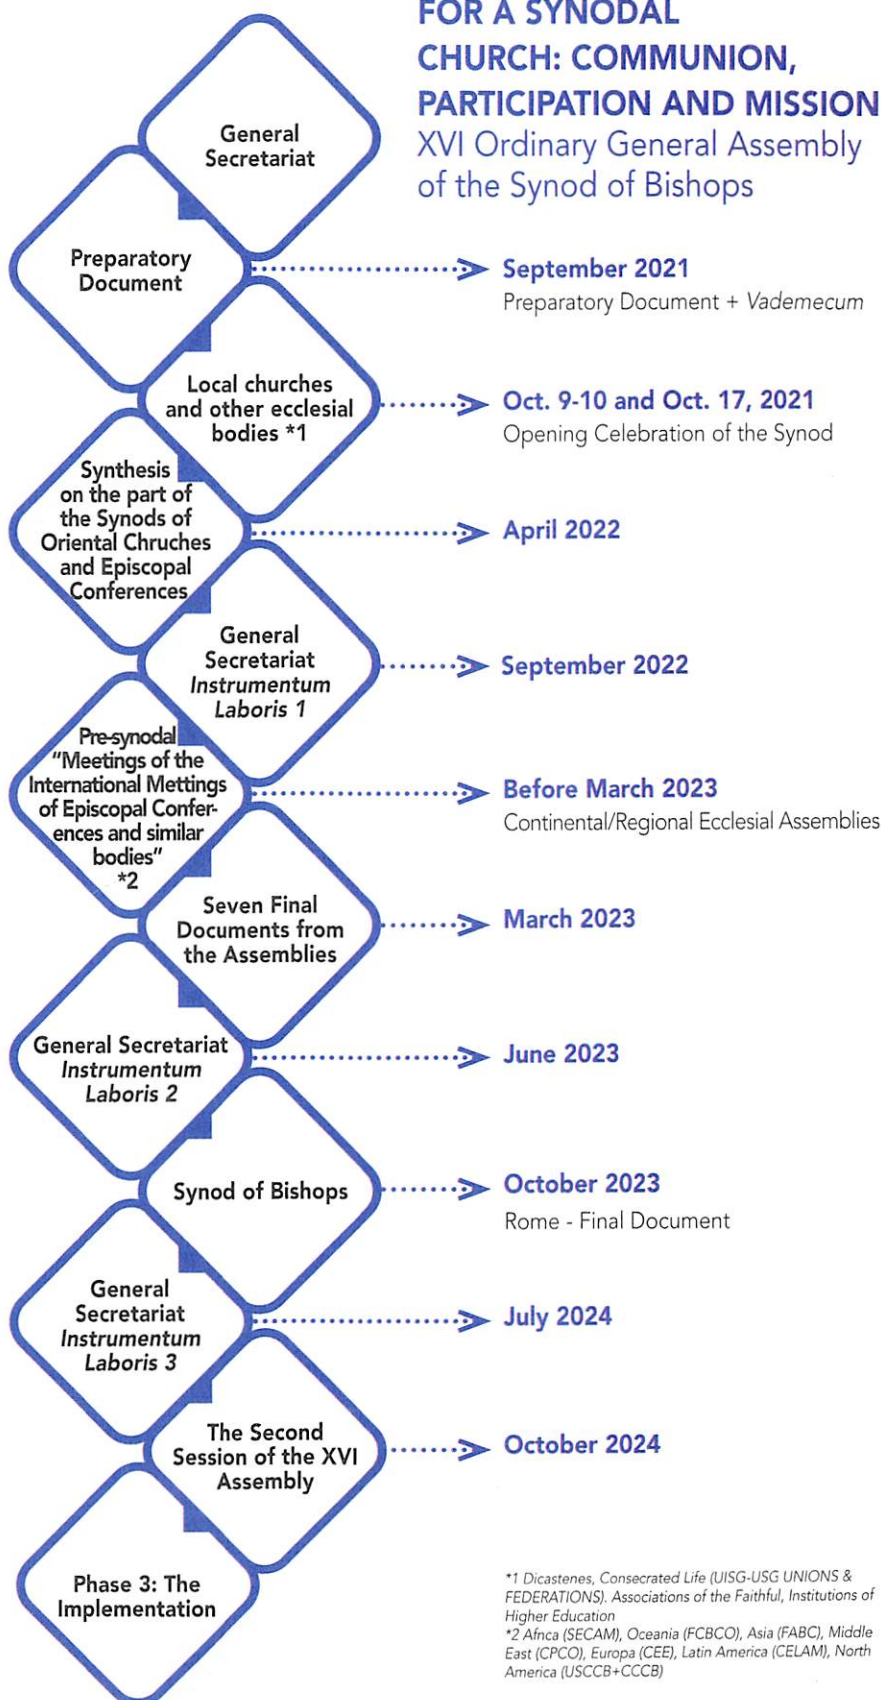 FOR A SYNODAL
CHURCH: COMMUNION,
PARTICIPATION AND MISSION
XVI Ordinary General Assembly
of the Synod of Bishops
General
Secretariat
Preparatory
Document
September 2021
Preparatory Document + Vademecum
Local churches
and other ecclesial
bodies *1
Oct. 9-10 and Oct. 17, 2021
Opening Celebration of the Synod
Synthesis
on the part of
the Synods of
Oriental Chruches
and Episcopal
Conferences
April 2022
General
Secretariat
Instrumentum
Laboris 1
September 2022
Pre-synodal
"Meetings of the
International Mettings
of Episcopal Confer-
ences and similar
bodies"
*2
Before March 2023
Continental/Regional Ecclesial Assemblies
Seven Final
Documents from
the Assemblies
March 2023
General Secretariat
Instrumentum
Laboris 2
June 2023
Synod of Bishops
October 2023
Rome - Final Document
General
Secretariat
Instrumentum
Laboris 3
July 2024
The Second
Session of the XVI
Assembly
October 2024
Phase 3: The
Implementation
*1 Dicastenes, Consecrated Life (UISG-USG UNIONS &
FEDERATIONS). Associations of the Faithful, Institutions of
Higher Education
*2 Afnca (SECAM), Oceania (FCBCO), Asia (FABC), Middle
East (CPCO), Europa (CEE), Latin America (CELAM), North
America (USCCB+CCCB)